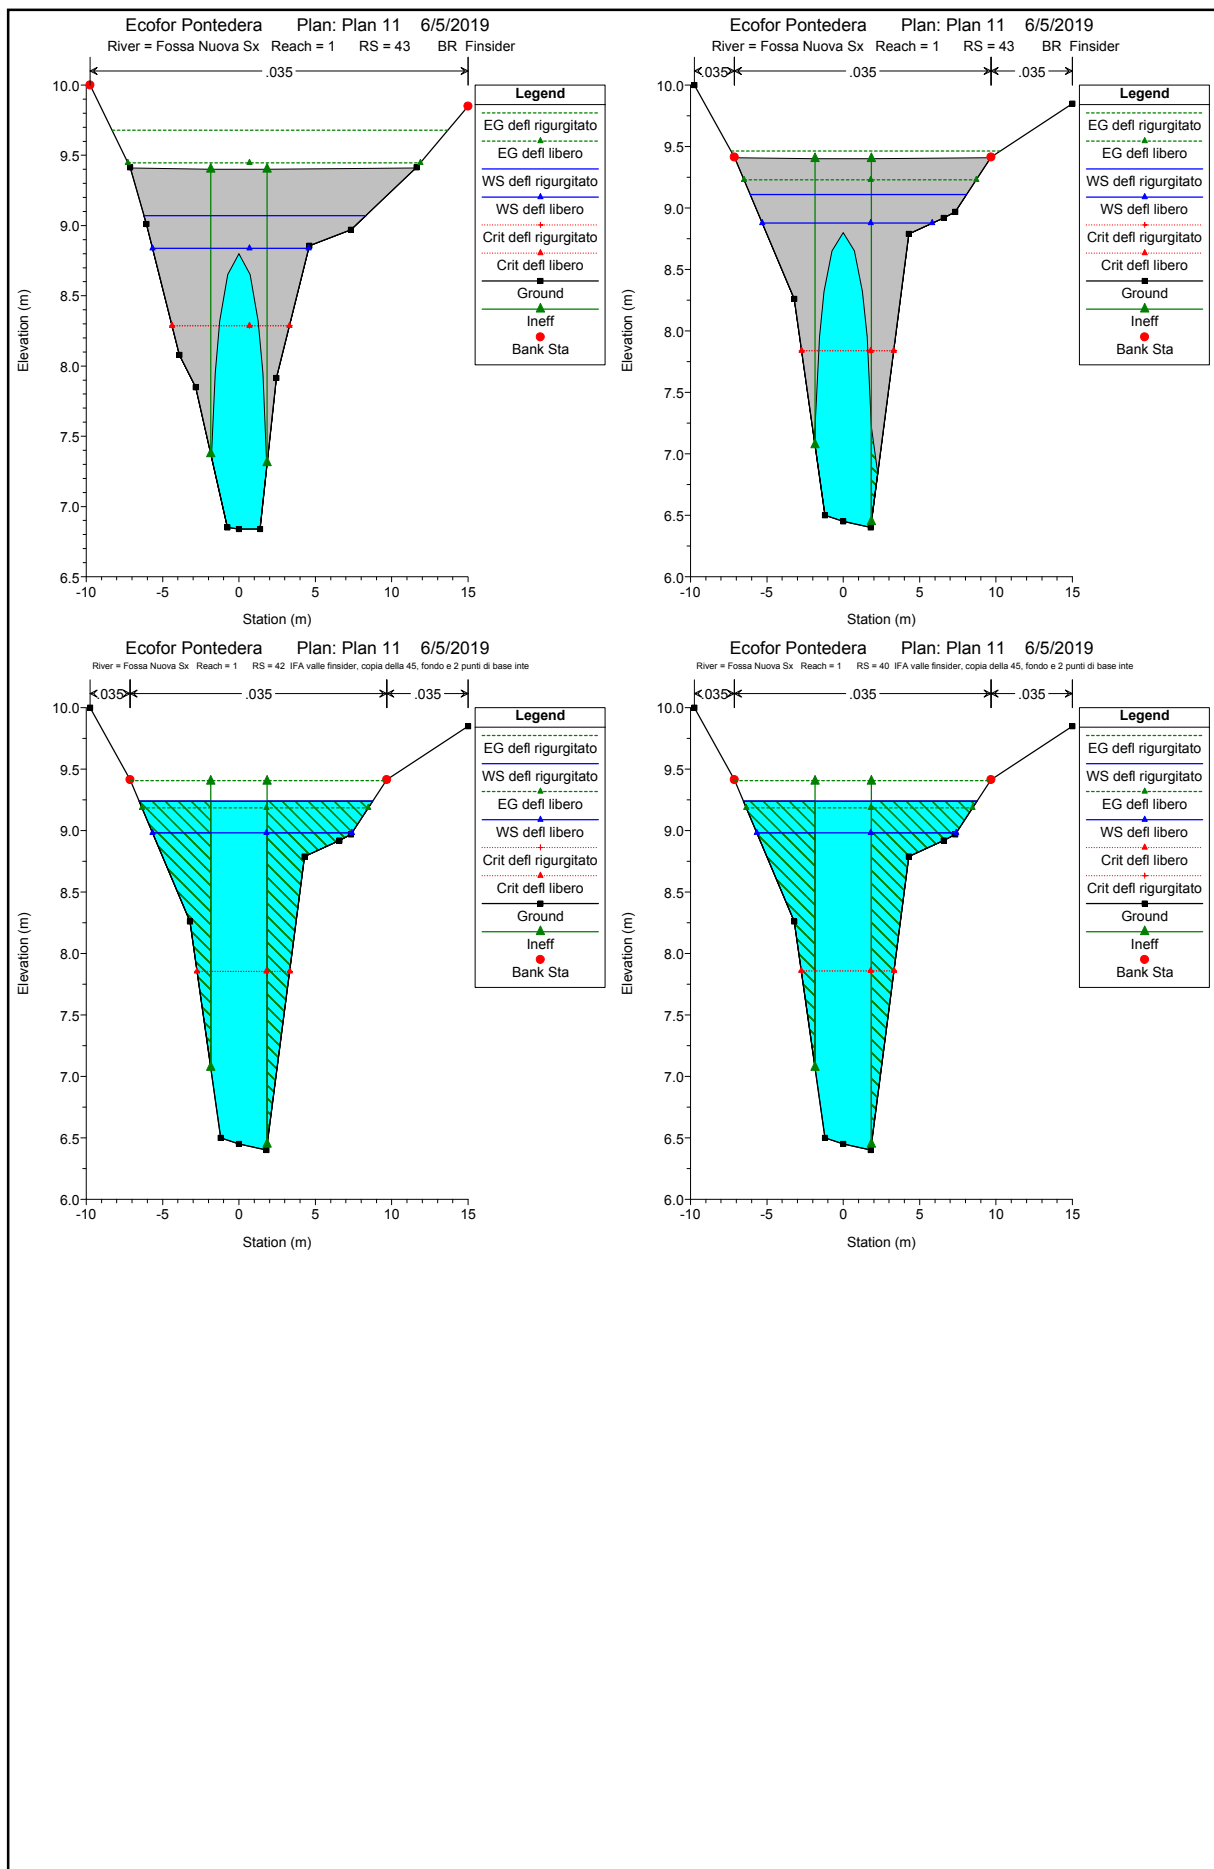 Ecofor Pontedera Plan: Plan 11 6/5/2019
River = Fossa Nuova Sx Reach = 1 RS = 43 BR Finsider
.035
10.0
9.5
9.0
8.5
8.0
7.5
7.0
6.5
Elevation (m)
-10 -5 0 5 10 15
Station (m)
Legend
EG defl rigurgitato
EG defl libero
WS defl rigurgitato
WS defl libero
Crit defl rigurgitato
Crit defl libero
Ground
Ineff
Bank Sta
Ecofor Pontedera Plan: Plan 11 6/5/2019
River = Fossa Nuova Sx Reach = 1 RS = 43 BR Finsider
.035 .035 .035
10.0
9.5
9.0
8.5
8.0
7.5
7.0
6.5
6.0
Elevation (m)
-10 -5 0 5 10 15
Station (m)
Legend
EG defl rigurgitato
EG defl libero
WS defl rigurgitato
WS defl libero
Crit defl rigurgitato
Crit defl libero
Ground
Ineff
Bank Sta
Ecofor Pontedera Plan: Plan 11 6/5/2019
River = Fossa Nuova Sx Reach = 1 RS = 42 IFA valle finsider, copia della 45, fondo e 2 punti di base inte
.035 .035 .035
10.0
9.5
9.0
8.5
8.0
7.5
7.0
6.5
6.0
Elevation (m)
-10 -5 0 5 10 15
Station (m)
Legend
EG defl rigurgitato
WS defl rigurgitato
EG defl libero
WS defl libero
Crit defl rigurgitato
Crit defl libero
Ground
Ineff
Bank Sta
Ecofor Pontedera Plan: Plan 11 6/5/2019
River = Fossa Nuova Sx Reach = 1 RS = 40 IFA valle finsider, copia della 45, fondo e 2 punti di base inte
.035 .035 .035
10.0
9.5
9.0
8.5
8.0
7.5
7.0
6.5
6.0
Elevation (m)
-10 -5 0 5 10 15
Station (m)
Legend
EG defl rigurgitato
WS defl rigurgitato
EG defl libero
WS defl libero
Crit defl libero
Crit defl rigurgitato
Ground
Ineff
Bank Sta